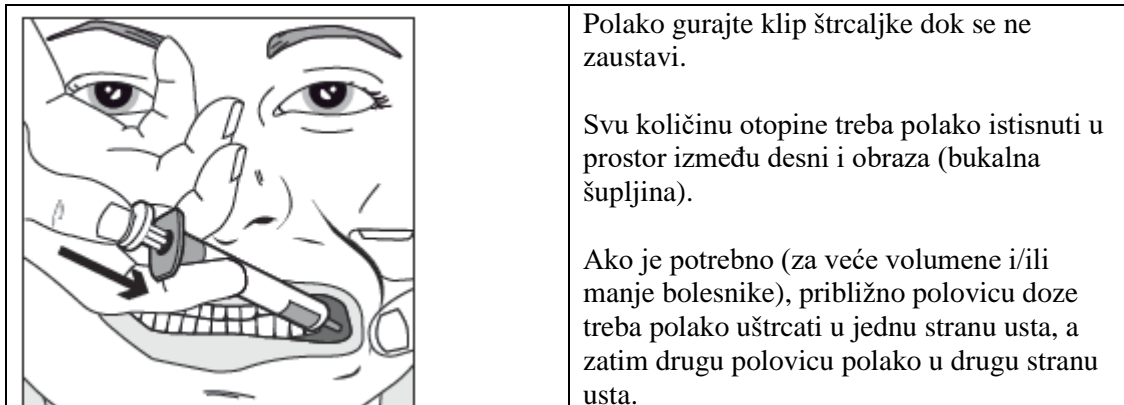 Polako gurajte klip štrcaljke dok se ne
zaustavi.
Svu količinu otopine treba polako istisnuti u
prostor između desni i obraza (bukalna
šupljina).
Ako je potrebno (za veće volumene i/ili
manje bolesnike), približno polovicu doze
treba polako uštrcati u jednu stranu usta, a
zatim drugu polovicu polako u drugu stranu
usta.